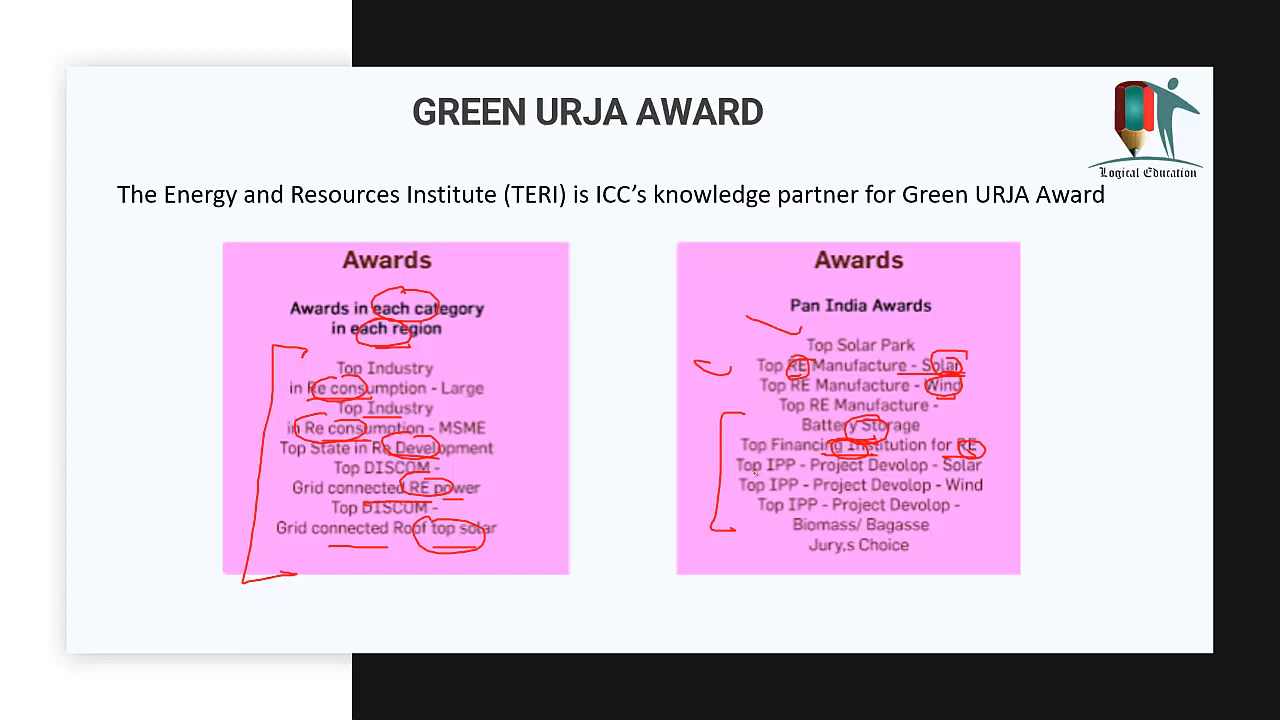 GREEN URJA AWARD
Logical Education
The Energy and Resources Institute (TERI) is ICC’s knowledge partner for Green URJA Award
Awards
Awards in each category
in each region
Top Industry
in Re consumption - Large
Top Industry
in Re consumption - MSME
Top State in Re Development
Top DISCOM -
Grid connected RE power
Top DISCOM -
Grid connected Roof top solar
Awards
Pan India Awards
Top Solar Park
Top RE Manufacture - Solar
Top RE Manufacture - Wind
Top RE Manufacture -
Battery Storage
Top Financing Institution for RE
Top IPP - Project Devolop - Solar
Top IPP - Project Devolop - Wind
Top IPP - Project Devolop -
Biomass/ Bagasse
Jury,s Choice